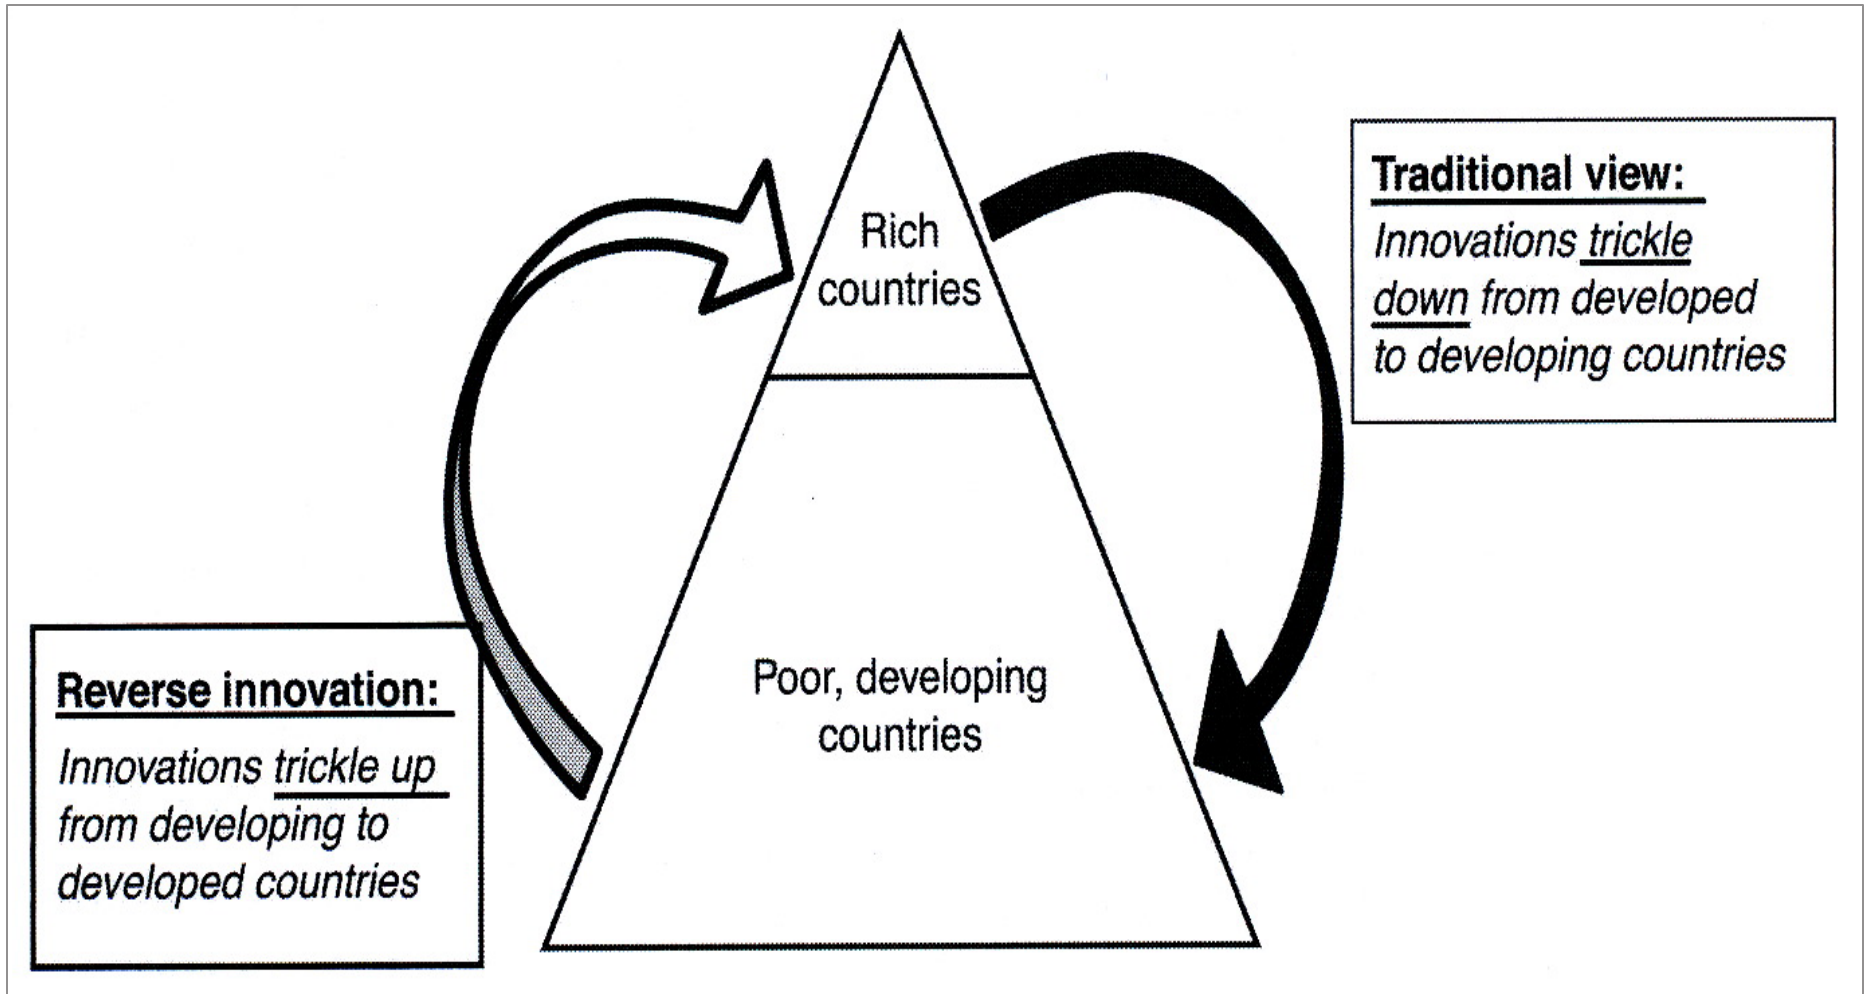 Rich
countries
Traditional view:
Innovations trickle
down from developed
to developing countries
Poor, developing
countries
Reverse innovation:
Innovations trickle up
from developing to
developed countries